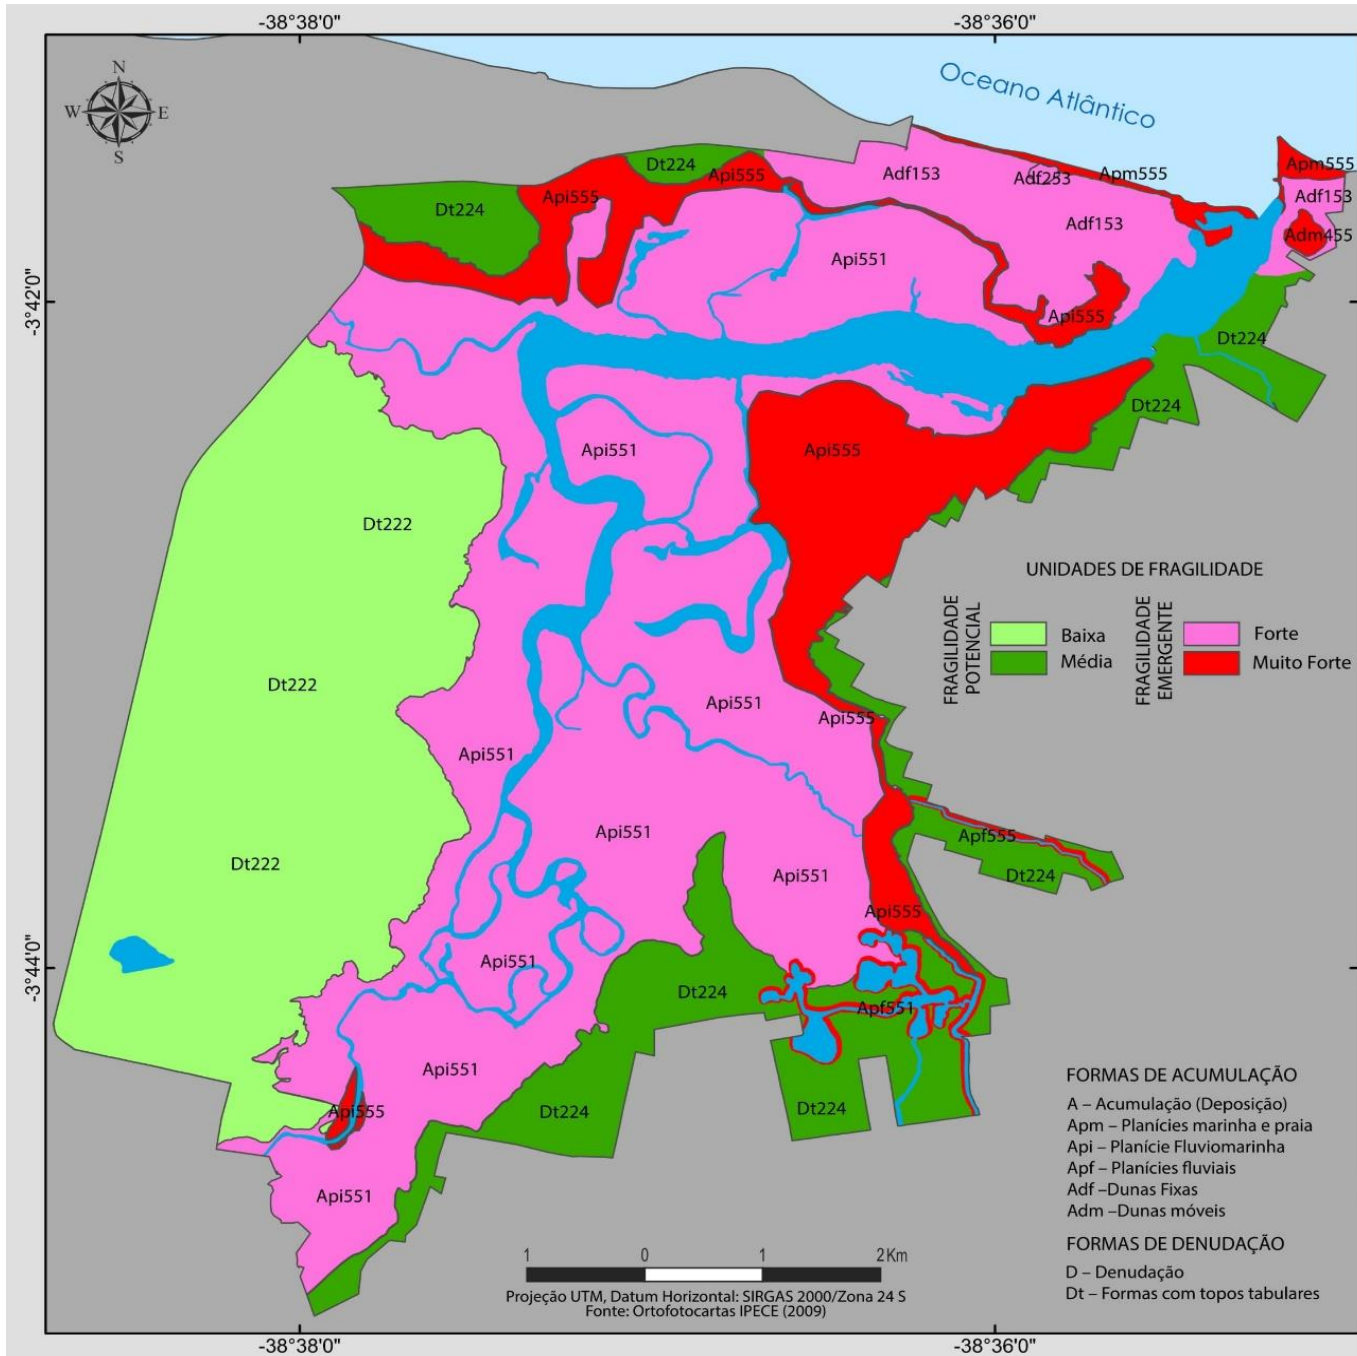 -38°38'0"
-38°36'0"
Oceano Atlântico
N
W
E
S
Dt224
Api555
Apm555
Api555
Adf153
Adf253
Apm555
Dt224
Api555
Adf153
Adf153
Adm455
Api551
-3°42'0"
Api555
Dt224
Dt224
Api551
Api555
Dt222
UNIDADES DE FRAGILIDADE
FRAGILIDADE
POTENCIAL
Baixa
Média
FRAGILIDADE
EMERGENTE
Forte
Muito Forte
Dt222
Api551
Api555
Api551
Api551
Apf555
Dt222
Api551
Dt224
Api555
Api551
-3°44'0"
Dt224
Apf551
Api551
Api555
Dt224
Dt224
Api551
FORMAS DE ACUMULAÇÃO
A – Acumulação (Deposição)
Apm – Planícies marinha e praia
Api – Planície Fluviomarinha
Apf – Planícies fluviais
Adf –Dunas Fixas
Adm –Dunas móveis
FORMAS DE DENUDAÇÃO
D – Denudação
Dt – Formas com topos tabulares
1 0 1 2Km
Projeção UTM, Datum Horizontal: SIRGAS 2000/Zona 24 S
Fonte: Ortofotocartas IPECE (2009)
-38°38'0"
-38°36'0"